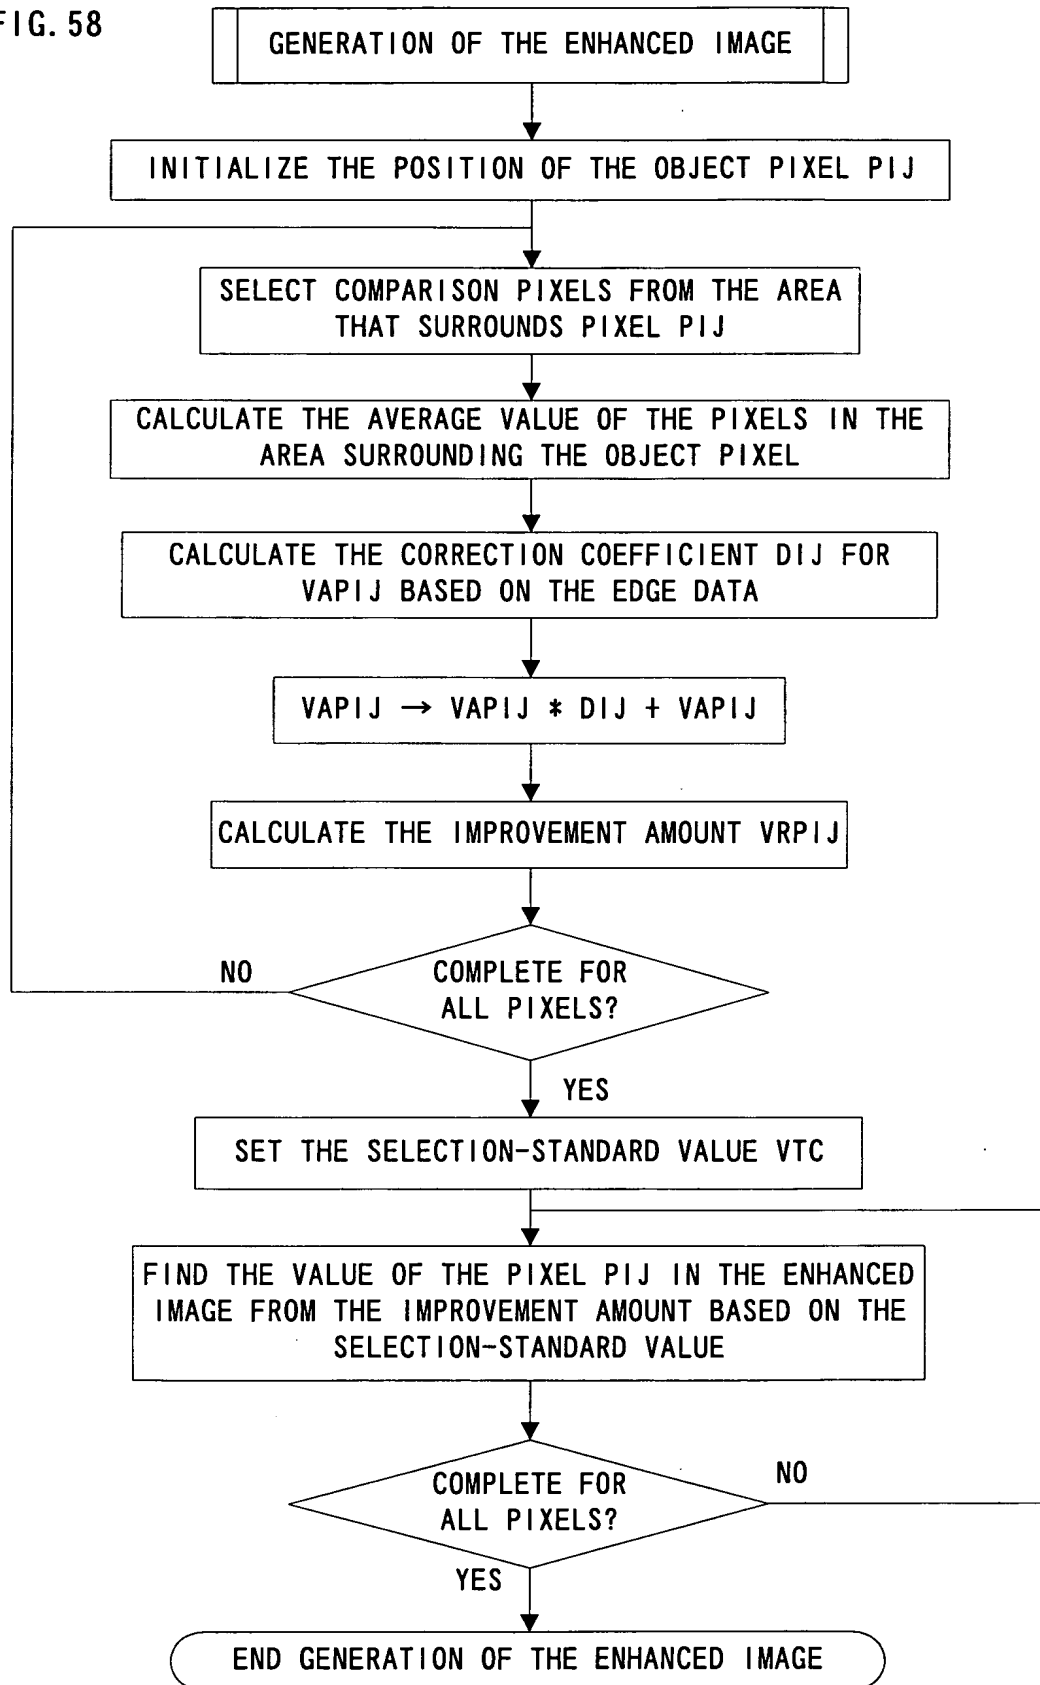 FIG. 58
GENERATION OF THE ENHANCED IMAGE
INITIALIZE THE POSITION OF THE OBJECT PIXEL PIJ
SELECT COMPARISON PIXELS FROM THE AREA
THAT SURROUNDS PIXEL PIJ
CALCULATE THE AVERAGE VALUE OF THE PIXELS IN THE
AREA SURROUNDING THE OBJECT PIXEL
CALCULATE THE CORRECTION COEFFICIENT DIJ FOR
VAPIJ BASED ON THE EDGE DATA
VAPIJ → VAPIJ * DIJ + VAPIJ
CALCULATE THE IMPROVEMENT AMOUNT VRPIJ
NO
COMPLETE FOR
ALL PIXELS?
YES
SET THE SELECTION-STANDARD VALUE VTC
FIND THE VALUE OF THE PIXEL PIJ IN THE ENHANCED
IMAGE FROM THE IMPROVEMENT AMOUNT BASED ON THE
SELECTION-STANDARD VALUE
COMPLETE FOR
ALL PIXELS?
NO
YES
END GENERATION OF THE ENHANCED IMAGE